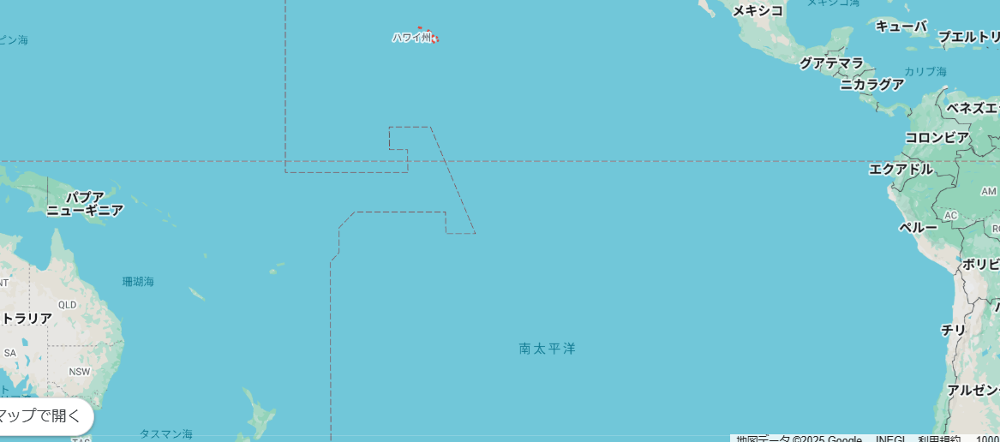 メキシコ
メキシコ湾
ピン海
ハワイ州
キューバ
プエルトリ
グアテマラ
カリブ海
ニカラグア
ベネズエ
コロンビア
エクアドル
パプア
ニューギニア
AM
AC
RO
ペルー
ボリビ
珊瑚海
NT
QLD
トラリア
チリ
南太平洋
SA
NSW
アルゼン
マップで開く
タスマン海
TAS
地図データ ©2025 Google、INEGI
利用規約
1000